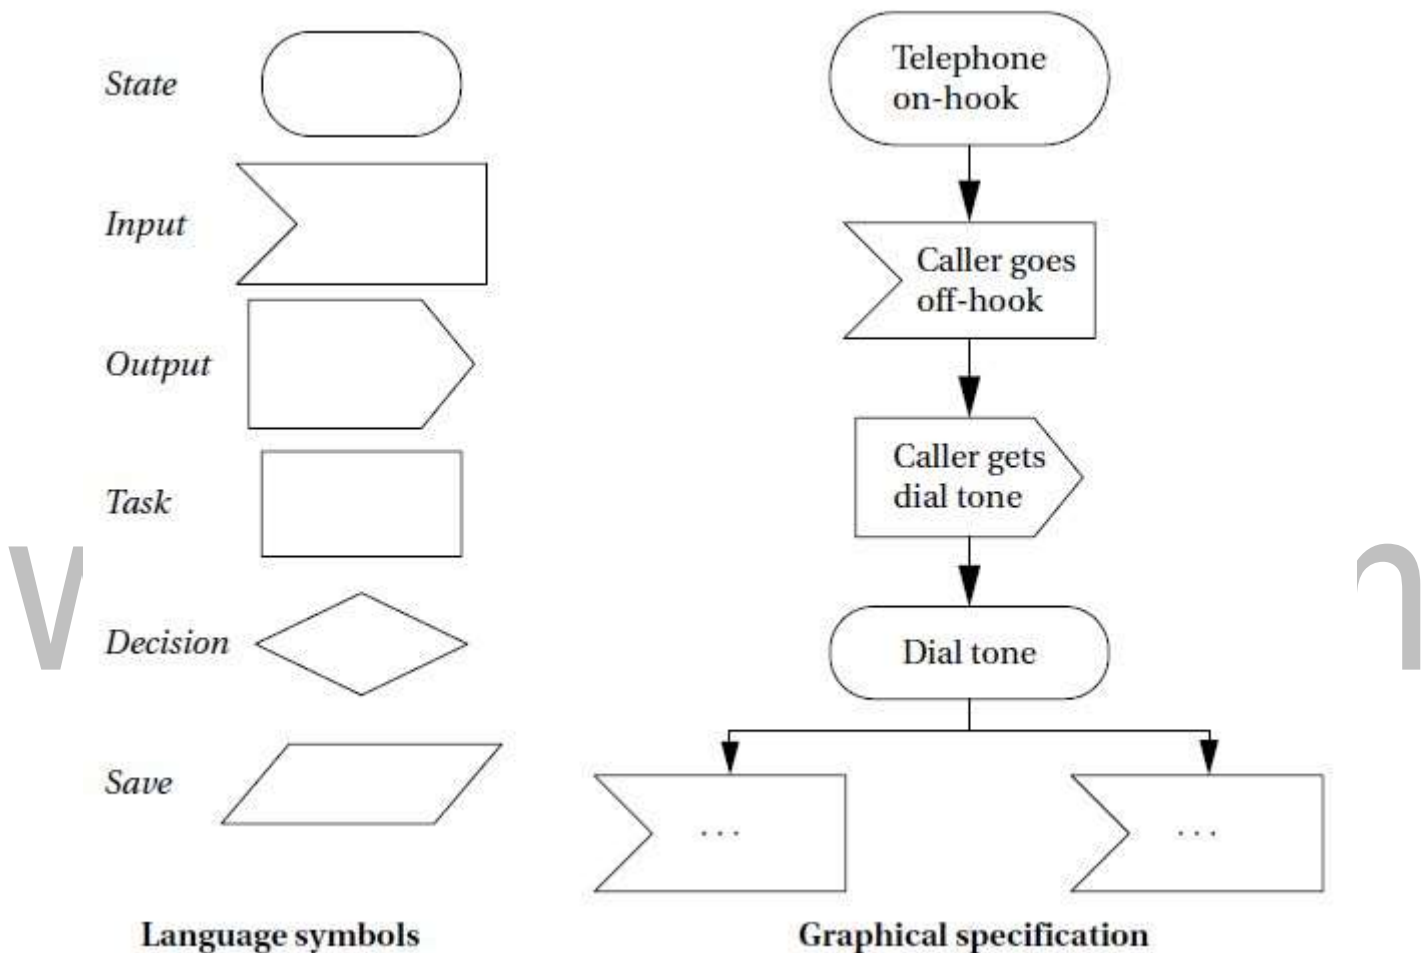 State
Input
Output
Task
Decision
Save
Language symbols
Telephone
on-hook
Caller goes
off-hook
Caller gets
dial tone
Dial tone
. . .
. . .
Graphical specification